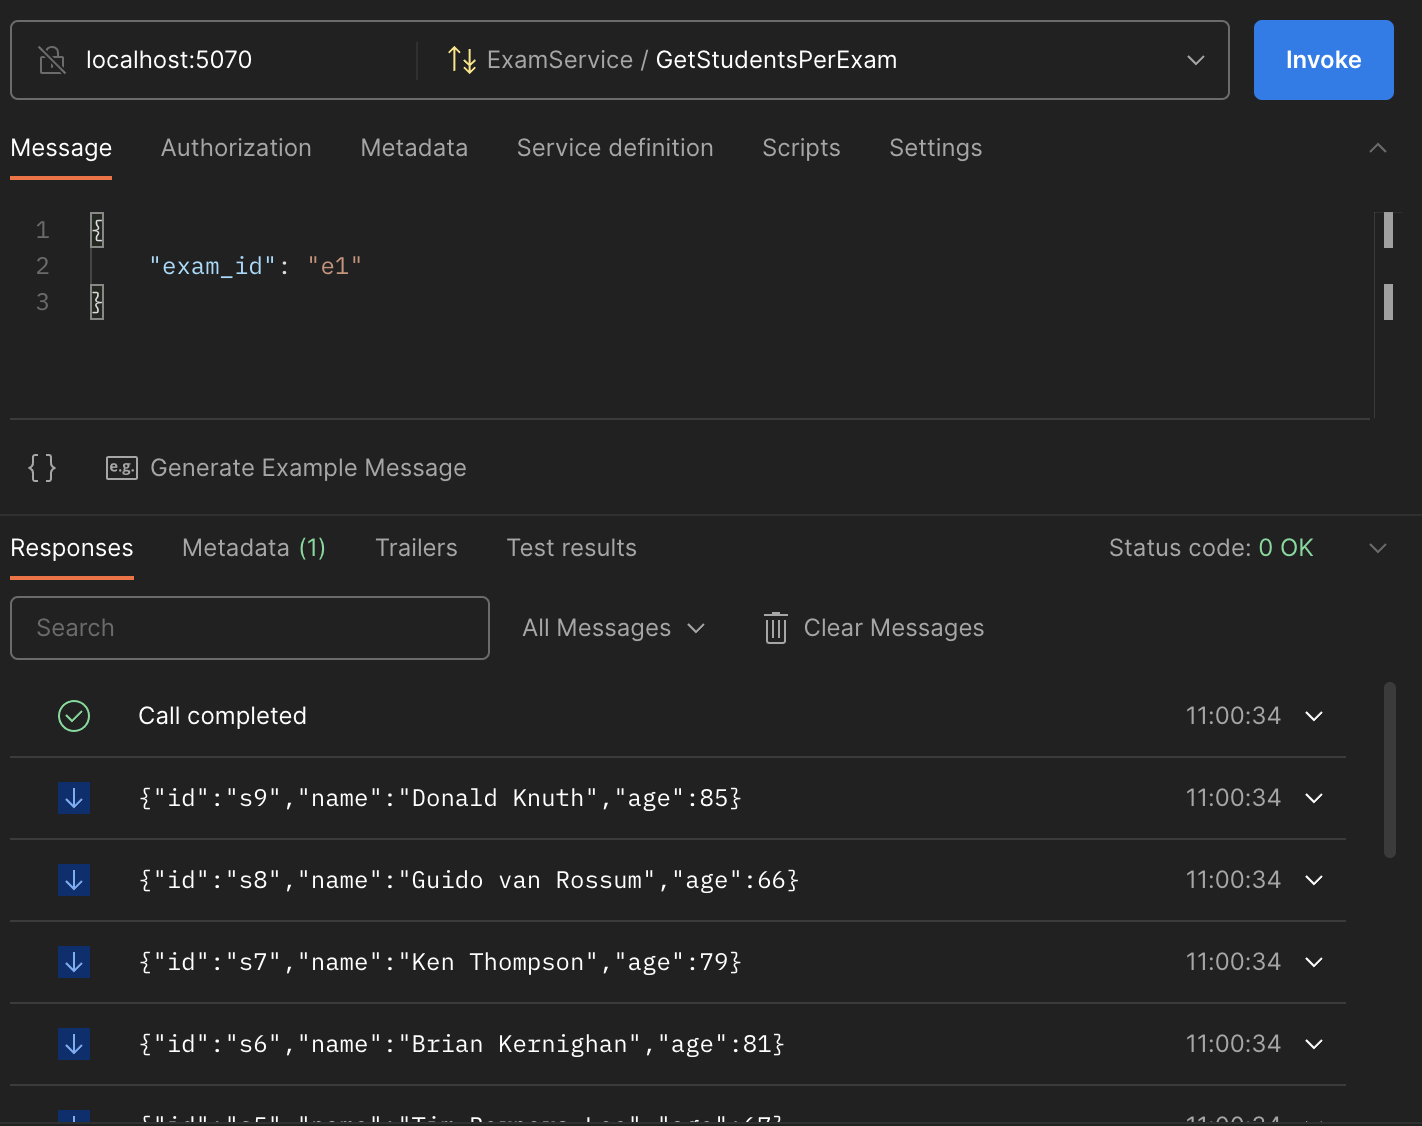 localhost:5070 ExamService / GetStudentsPerExam Invoke
Message Authorization Metadata Service definition Scripts Settings
1 {
2 "exam_id": "e1"
3 }
{} e.g. Generate Example Message
Responses Metadata (1) Trailers Test results Status code: 0 OK
Search All Messages Clear Messages
Call completed 11:00:34
{"id":"s9","name":"Donald Knuth","age":85} 11:00:34
{"id":"s8","name":"Guido van Rossum","age":66} 11:00:34
{"id":"s7","name":"Ken Thompson","age":79} 11:00:34
{"id":"s6","name":"Brian Kernighan","age":81} 11:00:34